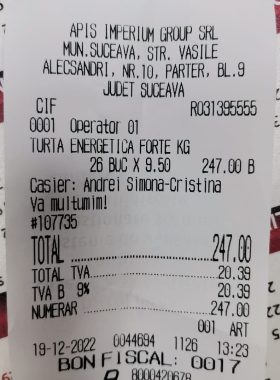 APIS IMPERIUM GROUP SRL
MUN.SUCEAVA, STR. VASILE
ALECSANDRI, NR.10, PARTER, BL.9
JUDET SUCEAVA
CIF RO31395555
0001 Operator 01
TURTA ENERGETICA FORTE KG
26 BUC X 9.50 247.00 B
Casier: Andrei Simona-Cristina
Va multumim!
#107735
TOTAL 247.00
TOTAL TVA 20.39
TVA B 9% 20.39
NUMERAR 247.00
001 ART
19-12-2022 0044694 1126 13:23
BON FISCAL: 0017
8000420678